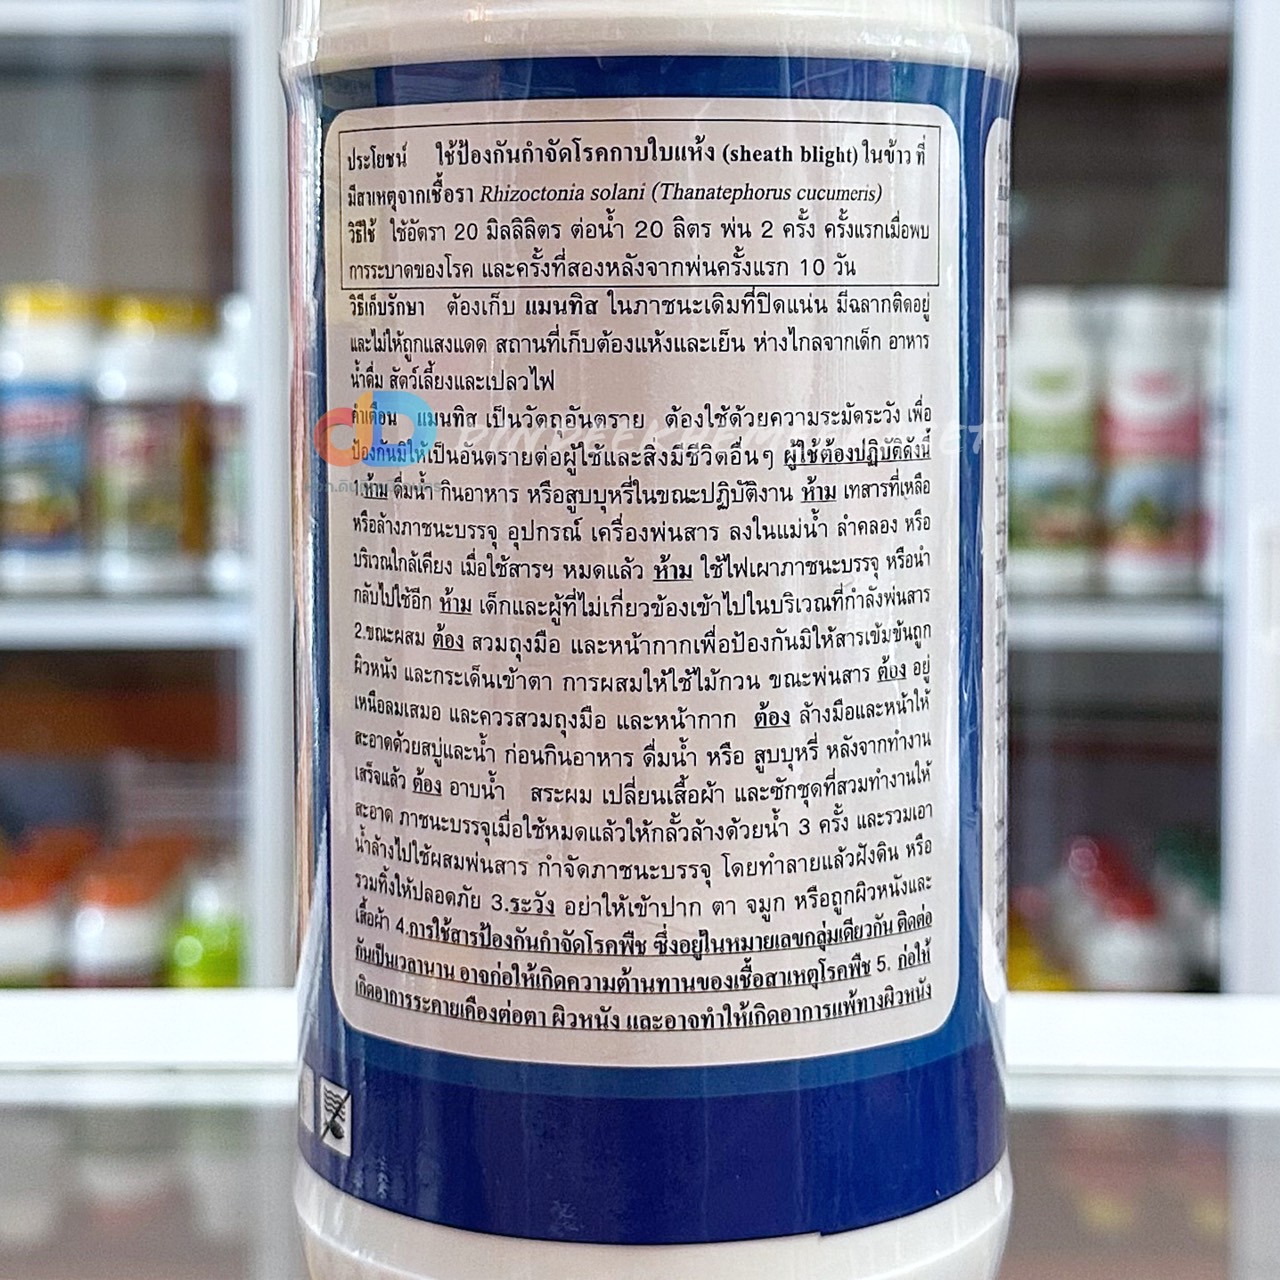 ประโยชน์ ใช้ป้องกันกำจัดโรคกาบใบแห้ง (sheath blight) ในข้าว ที่
มีสาเหตุจากเชื้อรา Rhizoctonia solani (Thanatephorus cucumeris)
วิธีใช้ ใช้อัตรา 20 มิลลิลิตร ต่อน้ำ 20 ลิตร พ่น 2 ครั้ง ครั้งแรกเมื่อพบ
การระบาดของโรค และครั้งที่สองหลังจากพ่นครั้งแรก 10 วัน
วิธีเก็บรักษา ต้องเก็บ แมนทิส ในภาชนะเดิมที่ปิดแน่น มีฉลากติดอยู่
และไม่ให้ถูกแสงแดด สถานที่เก็บต้องแห้งและเย็น ห่างไกลจากเด็ก อาหาร
น้ำดื่ม สัตว์เลี้ยงและเปลวไฟ
คำเตือน แมนทิส เป็นวัตถุอันตราย ต้องใช้ด้วยความระมัดระวัง เพื่อ
ป้องกันมิให้เป็นอันตรายต่อผู้ใช้และสิ่งมีชีวิตอื่นๆ ผู้ใช้ต้องปฏิบัติดังนี้
1.ห้าม ดื่มน้ำ กินอาหาร หรือสูบบุหรี่ในขณะปฏิบัติงาน ห้าม เทสารที่เหลือ
หรือล้างภาชนะบรรจุ อุปกรณ์ เครื่องพ่นสาร ลงในแม่น้ำ ลำคลอง หรือ
บริเวณใกล้เคียง เมื่อใช้สารฯ หมดแล้ว ห้าม ใช้ไฟเผาภาชนะบรรจุ หรือนำ
กลับไปใช้อีก ห้าม เด็กและผู้ที่ไม่เกี่ยวข้องเข้าไปในบริเวณที่กำลังพ่นสาร
2.ขณะผสม ต้อง สวมถุงมือ และหน้ากากเพื่อป้องกันมิให้สารเข้มข้นถูก
ผิวหนัง และกระเด็นเข้าตา การผสมให้ใช้ไม้กวน ขณะพ่นสาร ต้อง อยู่
เหนือลมเสมอ และควรสวมถุงมือ และหน้ากาก ต้อง ล้างมือและหน้าให้
สะอาดด้วยสบู่และน้ำ ก่อนกินอาหาร ดื่มน้ำ หรือ สูบบุหรี่ หลังจากทำงาน
เสร็จแล้ว ต้อง อาบน้ำ สระผม เปลี่ยนเสื้อผ้า และซักชุดที่สวมทำงานให้
สะอาด ภาชนะบรรจุเมื่อใช้หมดแล้วให้กลั้วล้างด้วยน้ำ 3 ครั้ง และรวมเอา
น้ำล้างไปใช้ผสมพ่นสาร กำจัดภาชนะบรรจุ โดยทำลายแล้วฝังดิน หรือ
รวมทิ้งให้ปลอดภัย 3.ระวัง อย่าให้เข้าปาก ตา จมูก หรือถูกผิวหนังและ
เสื้อผ้า 4.การใช้สารป้องกันกำจัดโรคพืช ซึ่งอยู่ในหมายเลขกลุ่มเดียวกัน ติดต่อ
กันเป็นเวลานาน อาจก่อให้เกิดความต้านทานของเชื้อสาเหตุโรคพืช 5. ก่อให้
เกิดอาการระคายเคืองต่อตา ผิวหนัง และอาจทำให้เกิดอาการแพ้ทางผิวหนัง